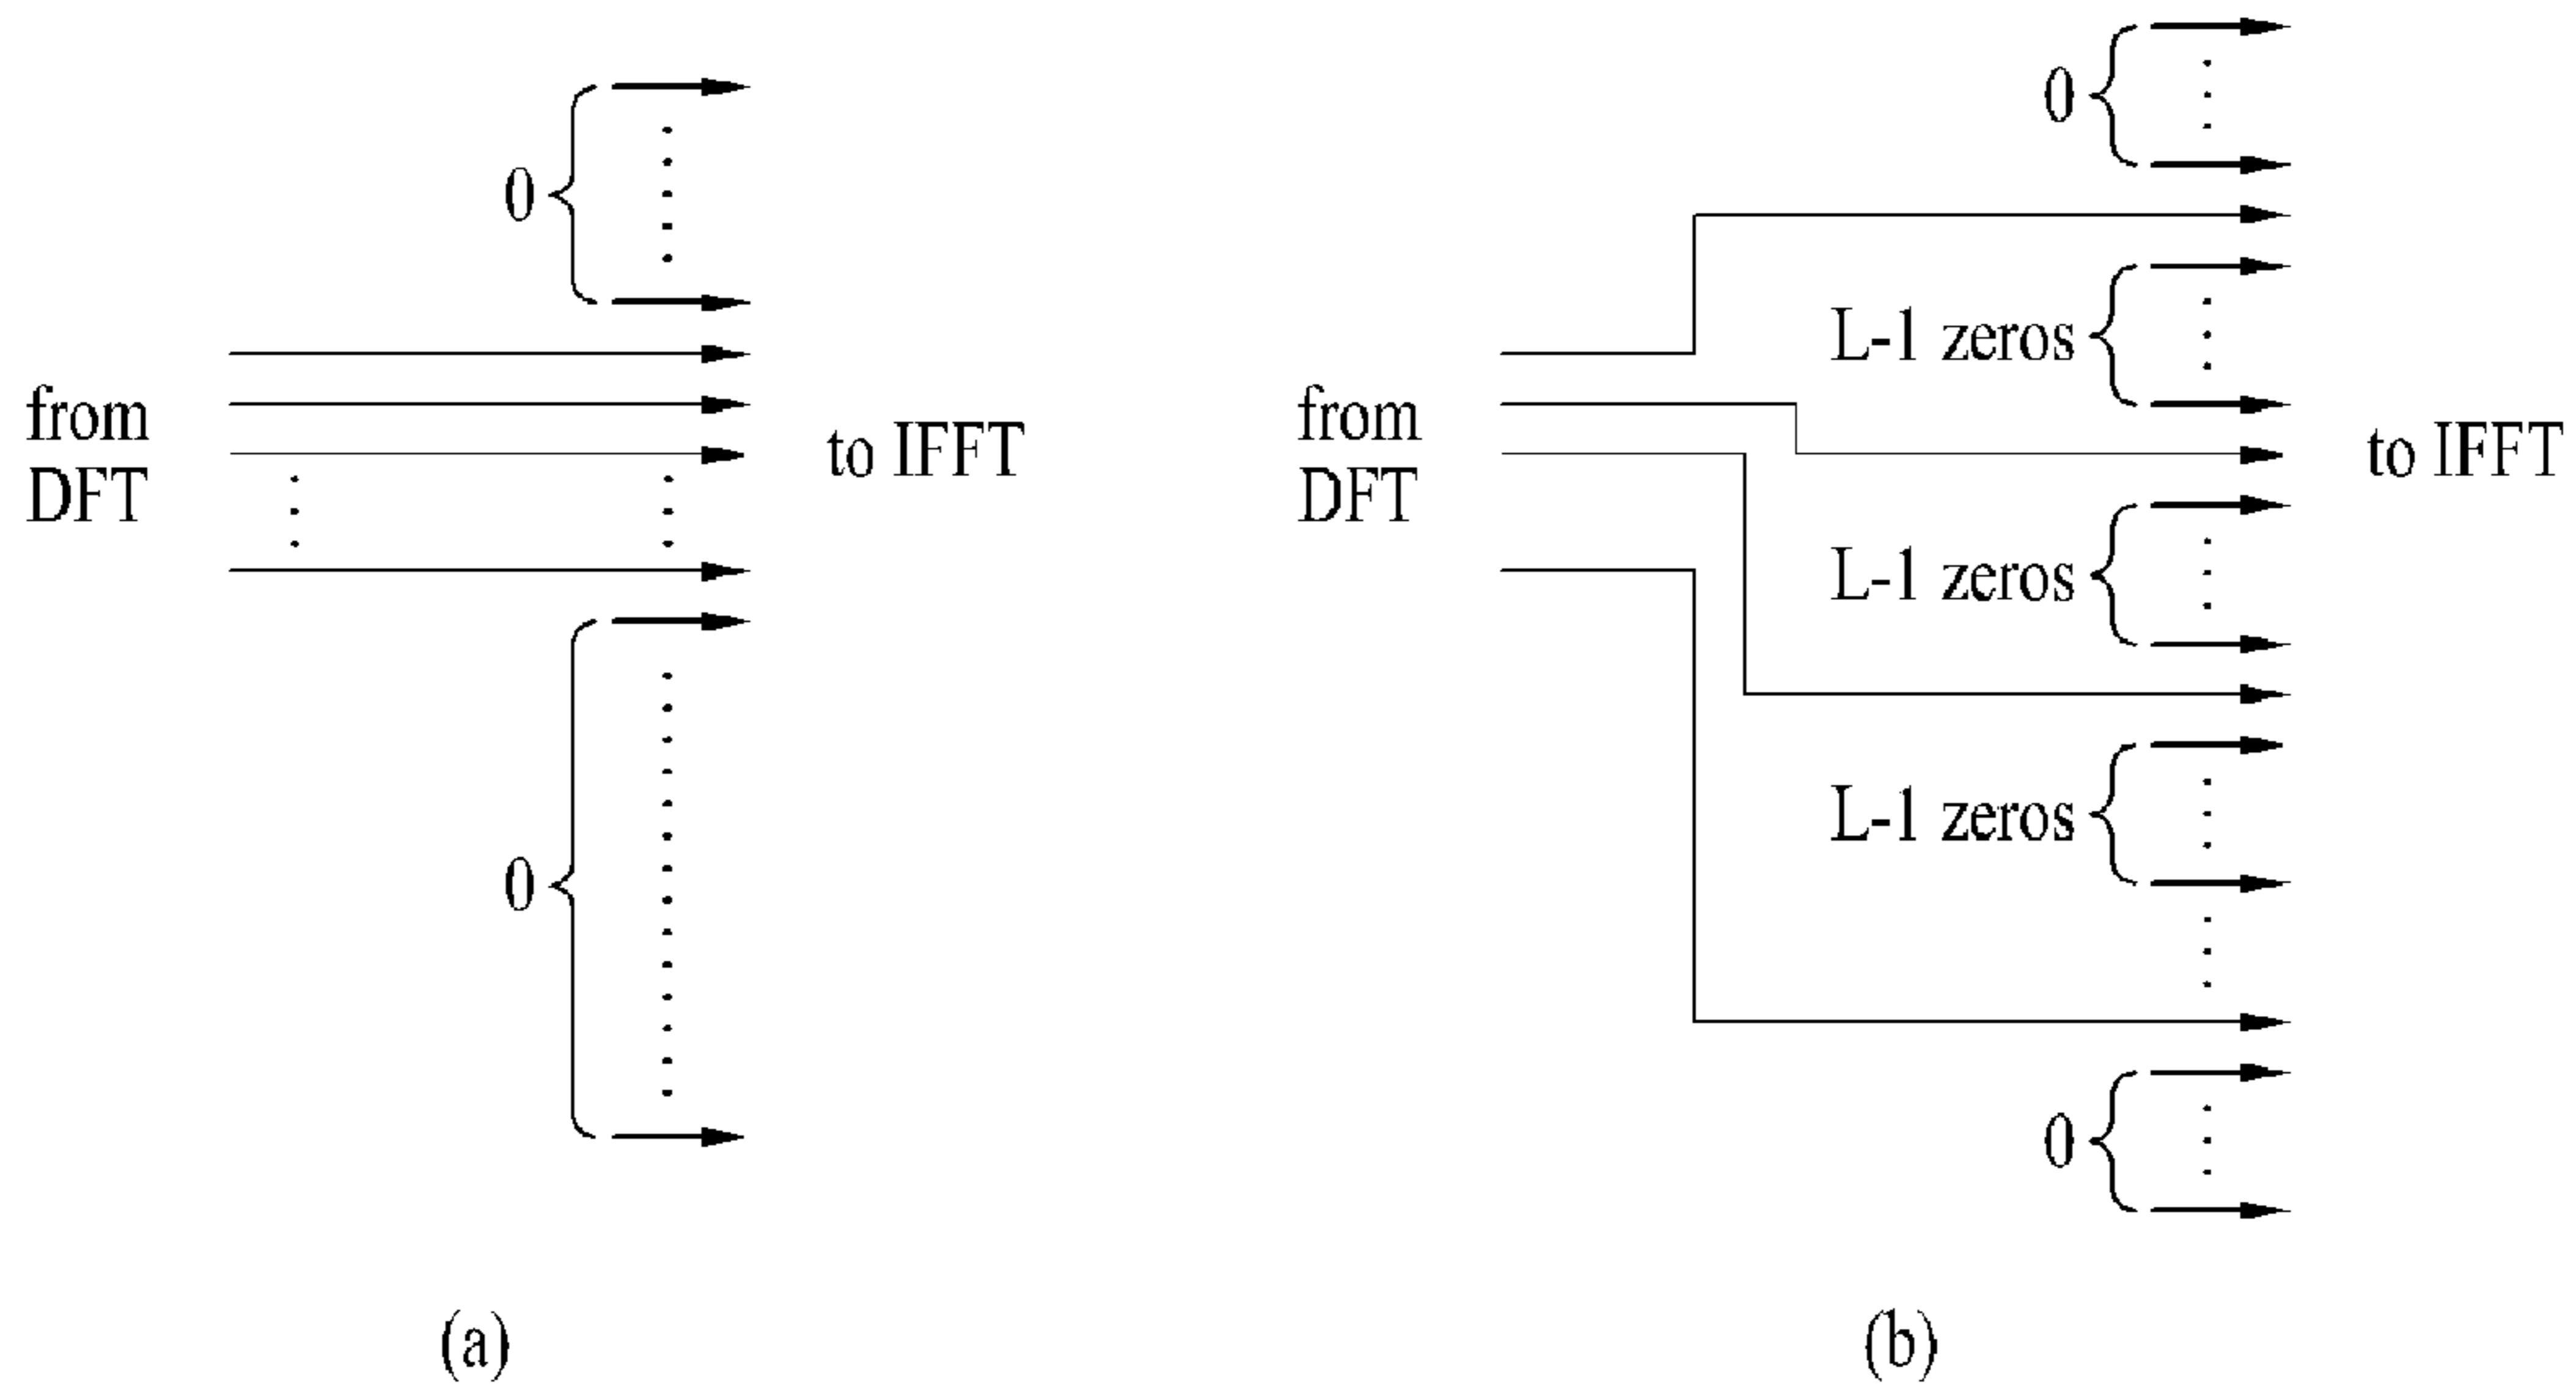 0
from
DFT
to IFFT
0
(a)
0
L-1 zeros
from
DFT
to IFFT
L-1 zeros
L-1 zeros
0
(b)